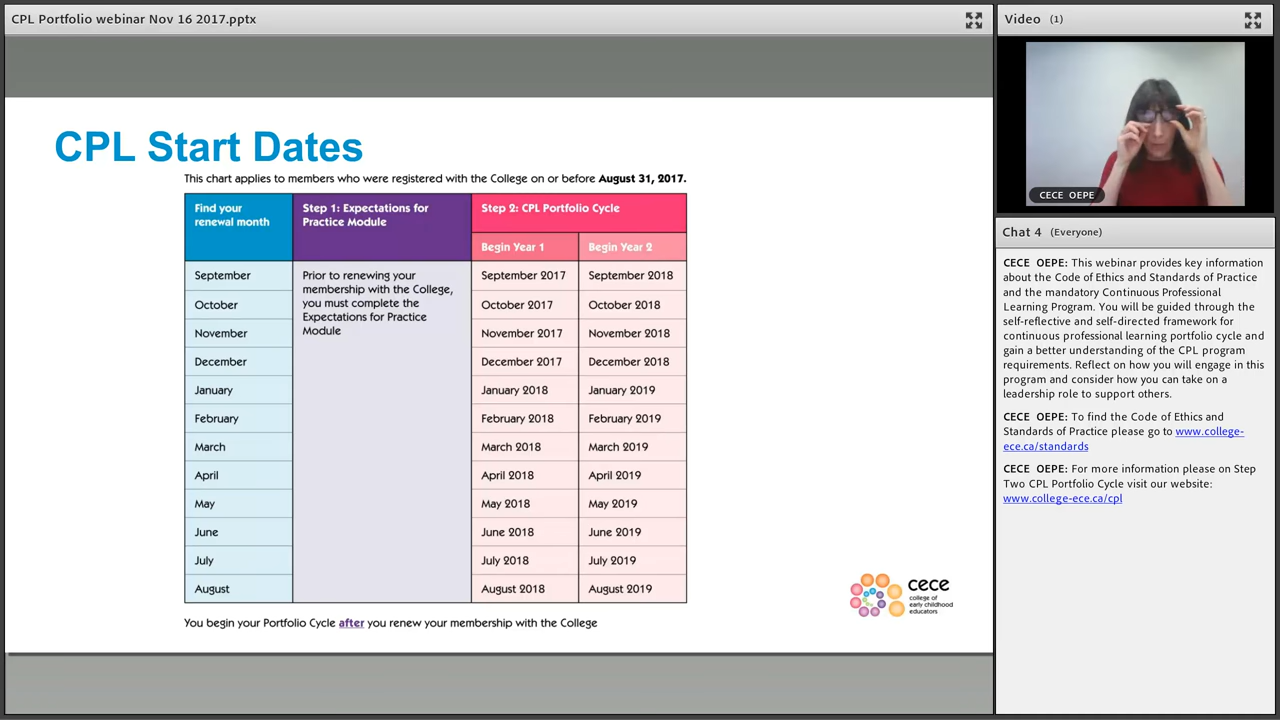 CPL Portfolio webinar Nov 16 2017.pptx
CPL Start Dates
This chart applies to members who were registered with the College on or before August 31, 2017.
Find your
renewal month
Step 1: Expectations for
Practice Module
Step 2: CPL Portfolio Cycle
Begin Year 1
Begin Year 2
September
Prior to renewing your
membership with the College,
you must complete the
Expectations for Practice
Module
September 2017
September 2018
October
October 2017
October 2018
November
November 2017
November 2018
December
December 2017
December 2018
January
January 2018
January 2019
February
February 2018
February 2019
March
March 2018
March 2019
April
April 2018
April 2019
May
May 2018
May 2019
June
June 2018
June 2019
July
July 2018
July 2019
August
August 2018
August 2019
You begin your Portfolio Cycle after you renew your membership with the College
cece
college of
early childhood
educators
Video (1)
CECE OEPE
Chat 4 (Everyone)
CECE OEPE: This webinar provides key information
about the Code of Ethics and Standards of Practice
and the mandatory Continuous Professional
Learning Program. You will be guided through the
self-reflective and self-directed framework for
continuous professional learning portfolio cycle and
gain a better understanding of the CPL program
requirements. Reflect on how you will engage in this
program and consider how you can take on a
leadership role to support others.
CECE OEPE: To find the Code of Ethics and
Standards of Practice please go to www.college-
ece.ca/standards
CECE OEPE: For more information please on Step
Two CPL Portfolio Cycle visit our website:
www.college-ece.ca/cpl